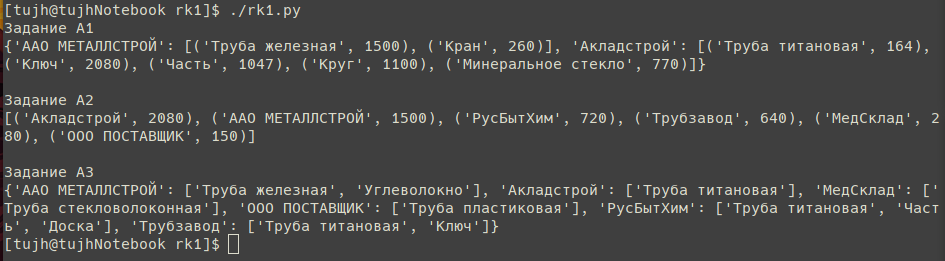 [tujh@tujhNotebook rk1]$ ./rk1.py
Задание А1
{'ААО МЕТАЛЛСТРОЙ': [('Труба железная', 1500), ('Кран', 260)], 'Акладстрой': [('Труба титановая', 164),
('Ключ', 2080), ('Часть', 1047), ('Круг', 1100), ('Минеральное стекло', 770)]}

Задание А2
[('Акладстрой', 2080), ('ААО МЕТАЛЛСТРОЙ', 1500), ('РусБытХим', 720), ('Трубзавод', 640), ('МедСклад', 2
80), ('ООО ПОСТАВЩИК', 150)]

Задание А3
{'ААО МЕТАЛЛСТРОЙ': ['Труба железная', 'Углеволокно'], 'Акладстрой': ['Труба титановая'], 'МедСклад': ['
Труба стекловолоконная'], 'ООО ПОСТАВЩИК': ['Труба пластиковая'], 'РусБытХим': ['Труба титановая', 'Част
ь', 'Доска'], 'Трубзавод': ['Труба титановая', 'Ключ']}
[tujh@tujhNotebook rk1]$